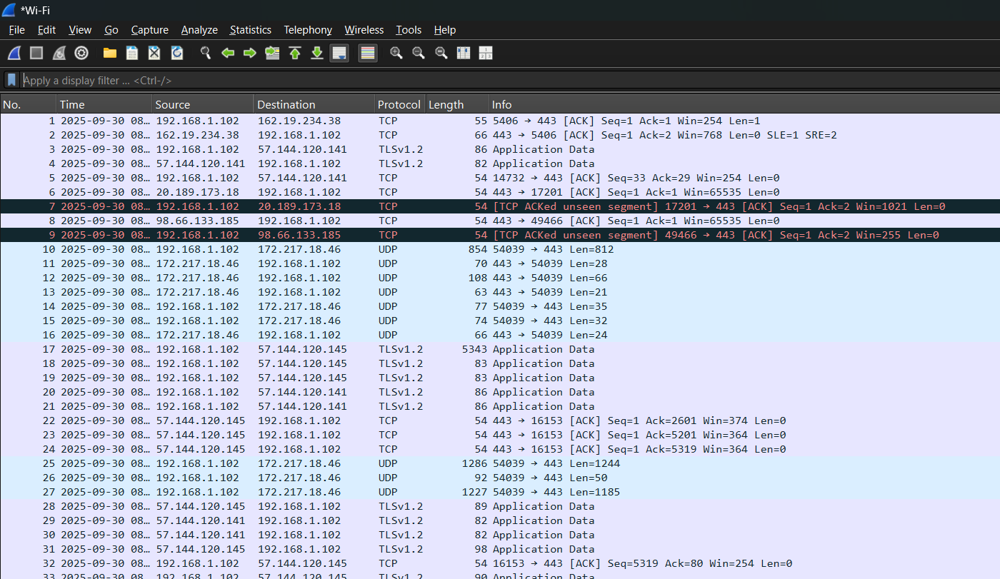 *Wi-Fi
File Edit View Go Capture Analyze Statistics Telephony Wireless Tools Help
Apply a display filter ... <Ctrl-/>
No. Time Source Destination Protocol Length Info
1 2025-09-30 08… 192.168.1.102 162.19.234.38 TCP 55 5406 → 443 [ACK] Seq=1 Ack=1 Win=254 Len=1
2 2025-09-30 08… 162.19.234.38 192.168.1.102 TCP 66 443 → 5406 [ACK] Seq=1 Ack=2 Win=768 Len=0 SLE=1 SRE=2
3 2025-09-30 08… 192.168.1.102 57.144.120.141 TLSv1.2 86 Application Data
4 2025-09-30 08… 57.144.120.141 192.168.1.102 TLSv1.2 82 Application Data
5 2025-09-30 08… 192.168.1.102 57.144.120.141 TCP 54 14732 → 443 [ACK] Seq=33 Ack=29 Win=254 Len=0
6 2025-09-30 08… 20.189.173.18 192.168.1.102 TCP 54 443 → 17201 [ACK] Seq=1 Ack=1 Win=65535 Len=0
7 2025-09-30 08… 192.168.1.102 20.189.173.18 TCP 54 [TCP ACKed unseen segment] 17201 → 443 [ACK] Seq=1 Ack=2 Win=1021 Len=0
8 2025-09-30 08… 98.66.133.185 192.168.1.102 TCP 54 443 → 49466 [ACK] Seq=1 Ack=1 Win=65535 Len=0
9 2025-09-30 08… 192.168.1.102 98.66.133.185 TCP 54 [TCP ACKed unseen segment] 49466 → 443 [ACK] Seq=1 Ack=2 Win=255 Len=0
10 2025-09-30 08… 192.168.1.102 172.217.18.46 UDP 854 54039 → 443 Len=812
11 2025-09-30 08… 172.217.18.46 192.168.1.102 UDP 70 443 → 54039 Len=28
12 2025-09-30 08… 172.217.18.46 192.168.1.102 UDP 108 443 → 54039 Len=66
13 2025-09-30 08… 172.217.18.46 192.168.1.102 UDP 63 443 → 54039 Len=21
14 2025-09-30 08… 192.168.1.102 172.217.18.46 UDP 77 54039 → 443 Len=35
15 2025-09-30 08… 192.168.1.102 172.217.18.46 UDP 74 54039 → 443 Len=32
16 2025-09-30 08… 172.217.18.46 192.168.1.102 UDP 66 443 → 54039 Len=24
17 2025-09-30 08… 192.168.1.102 57.144.120.145 TLSv1.2 5343 Application Data
18 2025-09-30 08… 192.168.1.102 57.144.120.145 TLSv1.2 83 Application Data
19 2025-09-30 08… 192.168.1.102 57.144.120.145 TLSv1.2 83 Application Data
20 2025-09-30 08… 192.168.1.102 57.144.120.141 TLSv1.2 86 Application Data
21 2025-09-30 08… 192.168.1.102 57.144.120.141 TLSv1.2 86 Application Data
22 2025-09-30 08… 57.144.120.145 192.168.1.102 TCP 54 443 → 16153 [ACK] Seq=1 Ack=2601 Win=374 Len=0
23 2025-09-30 08… 57.144.120.145 192.168.1.102 TCP 54 443 → 16153 [ACK] Seq=1 Ack=5201 Win=364 Len=0
24 2025-09-30 08… 57.144.120.145 192.168.1.102 TCP 54 443 → 16153 [ACK] Seq=1 Ack=5319 Win=364 Len=0
25 2025-09-30 08… 192.168.1.102 172.217.18.46 UDP 1286 54039 → 443 Len=1244
26 2025-09-30 08… 192.168.1.102 172.217.18.46 UDP 92 54039 → 443 Len=50
27 2025-09-30 08… 192.168.1.102 172.217.18.46 UDP 1227 54039 → 443 Len=1185
28 2025-09-30 08… 57.144.120.145 192.168.1.102 TLSv1.2 89 Application Data
29 2025-09-30 08… 57.144.120.141 192.168.1.102 TLSv1.2 82 Application Data
30 2025-09-30 08… 57.144.120.141 192.168.1.102 TLSv1.2 82 Application Data
31 2025-09-30 08… 57.144.120.145 192.168.1.102 TLSv1.2 98 Application Data
32 2025-09-30 08… 192.168.1.102 57.144.120.145 TCP 54 16153 → 443 [ACK] Seq=5319 Ack=80 Win=254 Len=0
33 2025-09-30 08… 192.168.1.102 57.144.120.145 TLSv1.2 90 Application Data